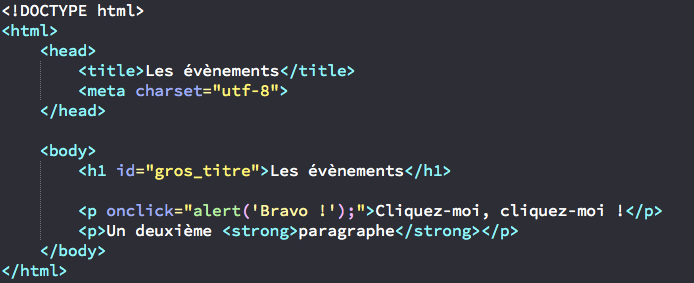 <!DOCTYPE html>
<html>
<head>
<title>Les évènements</title>
<meta charset="utf-8">
</head>
<body>
<h1 id="gros_titre">Les évènements</h1>
<p onclick="alert('Bravo !');">Cliquez-moi, cliquez-moi !</p>
<p>Un deuxième <strong>paragraphe</strong></p>
</body>
</html>